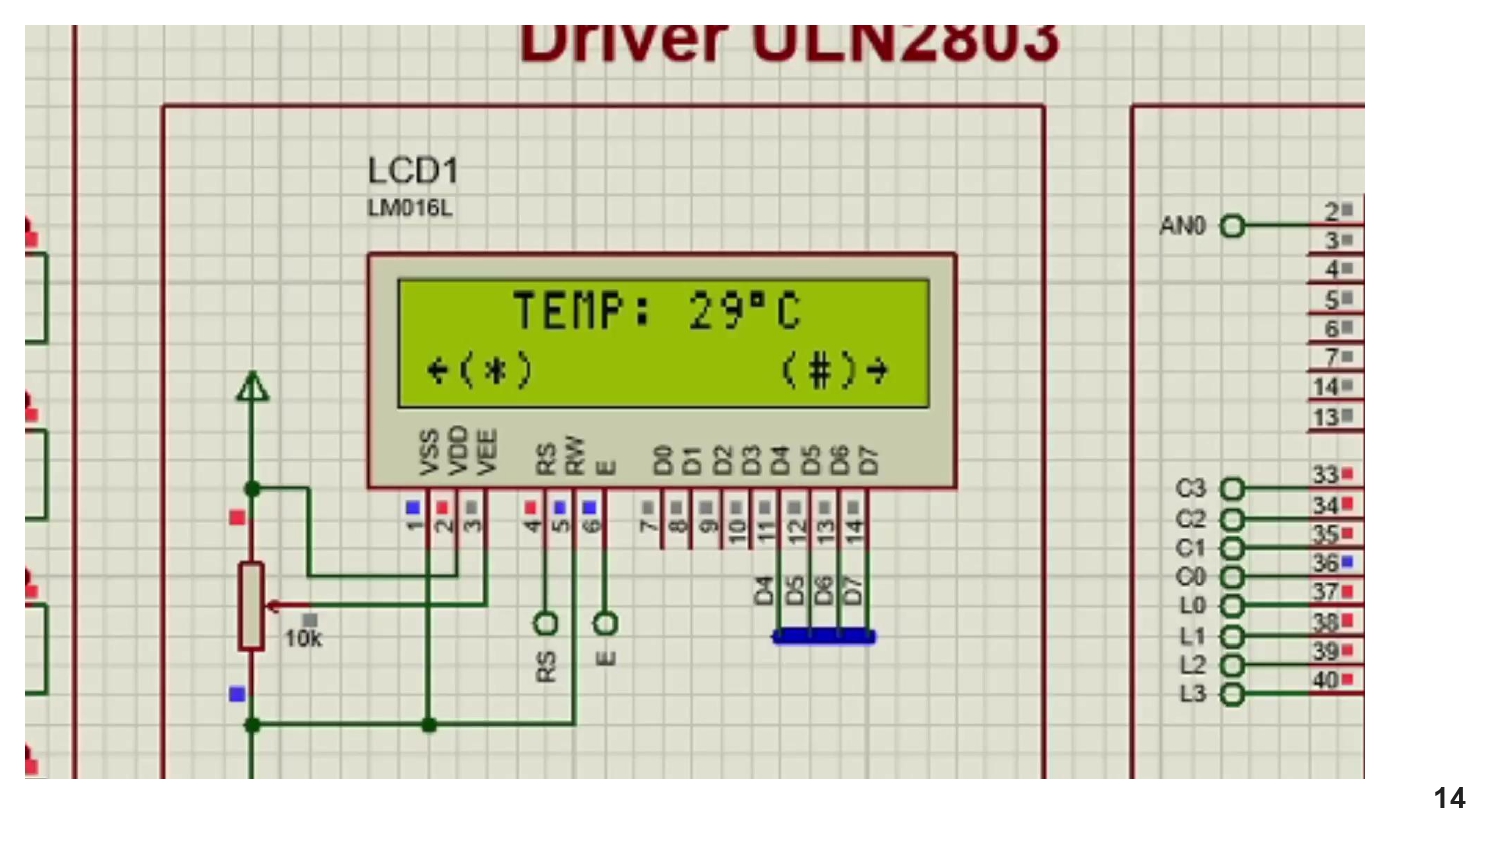 Driver ULN2803
LCD1
LM016L
TEMP: 29°C
←(*) (#)→
VSS VDD VEE RS RW E D0 D1 D2 D3 D4 D5 D6 D7
1 2 3 4 5 6 7 8 9 10 11 12 13 14
D4 D5 D6 D7
10k
RS E
AN0 2
3
4
5
6
7
14
13
C3 33
C2 34
C1 35
C0 36
L0 37
L1 38
L2 39
L3 40
14